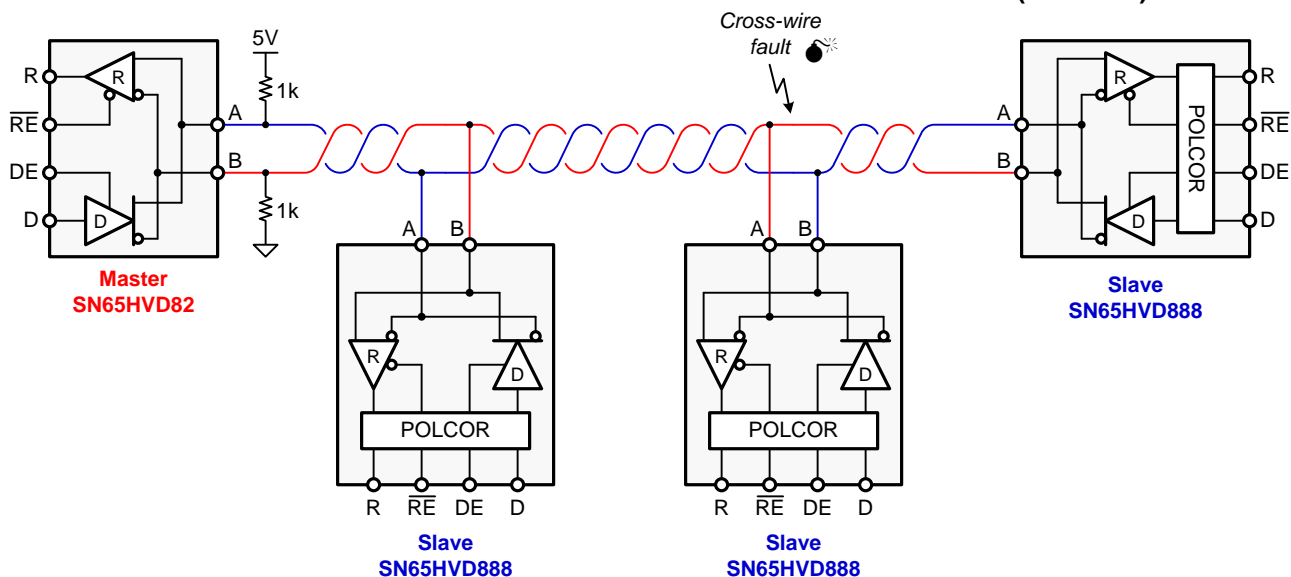 Cross-wire
fault
5V
1k
1k
R
RE
DE
D
R
D
A
B
Master
SN65HVD82
A
B
R
D
POLCOR
R
RE
DE
D
Slave
SN65HVD888
A
B
R
D
POLCOR
R
RE
DE
D
Slave
SN65HVD888
A
B
R
D
POLCOR
R
RE
DE
D
Slave
SN65HVD888